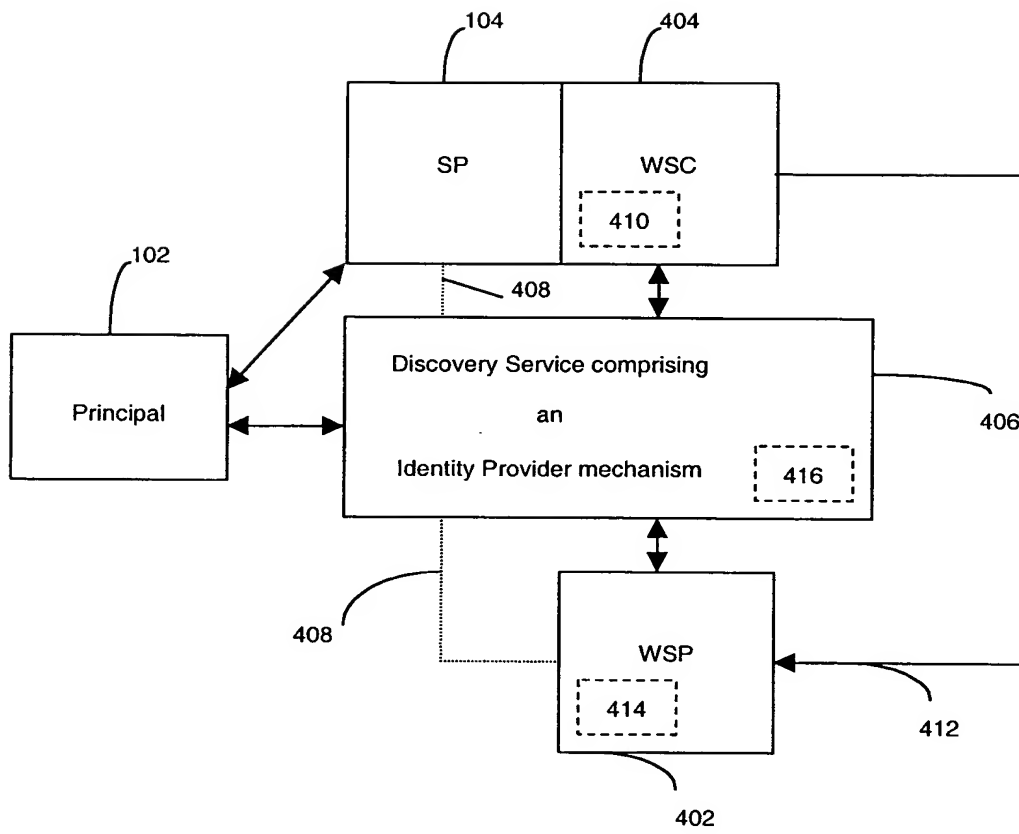 104
404
SP
WSC
410
102
408
Principal
Discovery Service comprising
an
Identity Provider mechanism
416
406
408
WSP
414
412
402